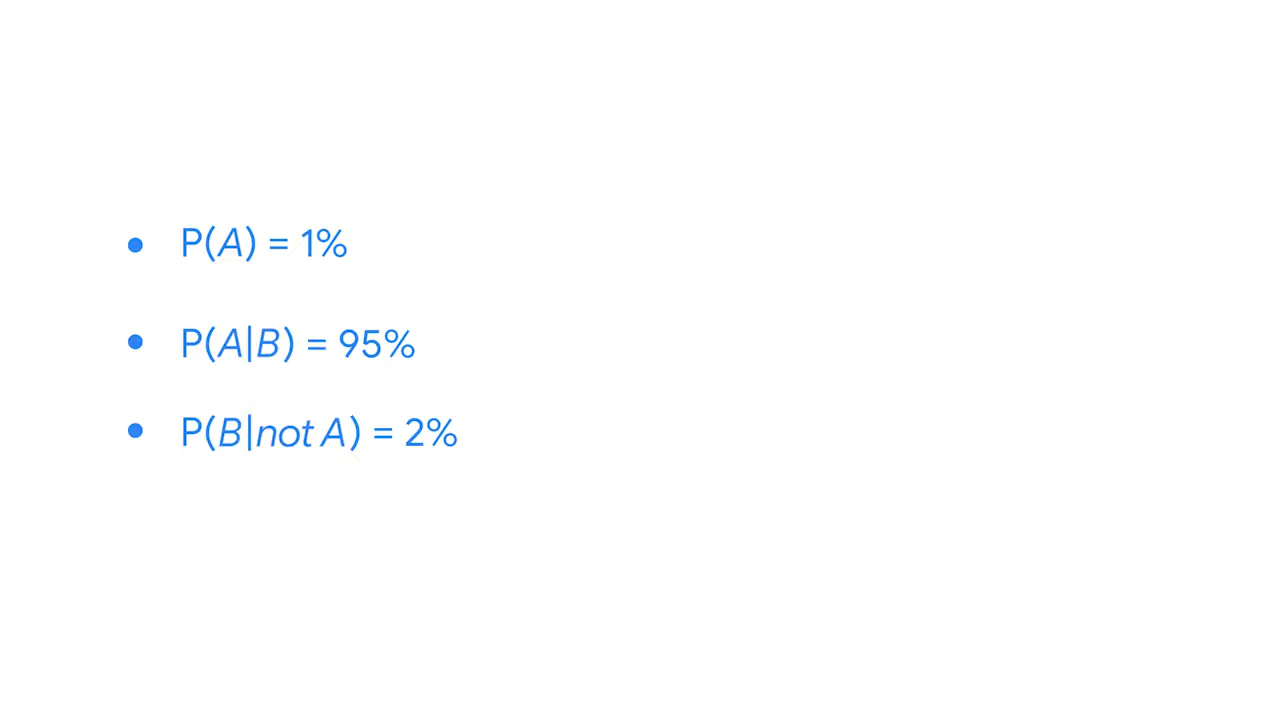 • P(A) = 1%
• P(A|B) = 95%
• P(B|not A) = 2%